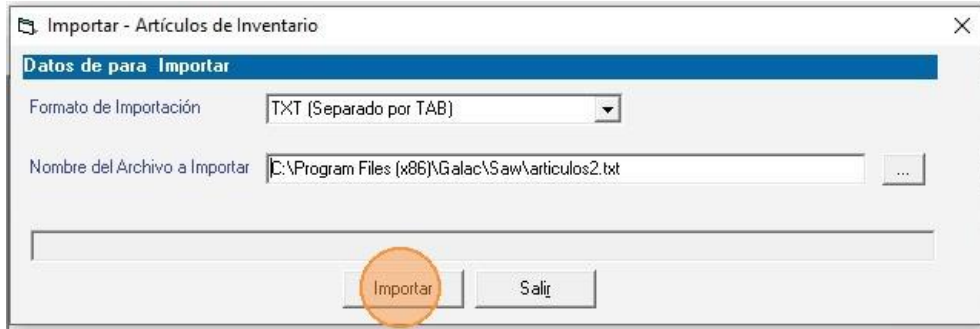 Importar - Artículos de Inventario
Datos de para Importar
Formato de Importación TXT (Separado por TAB)
Nombre del Archivo a Importar C:\Program Files (x86)\Galac\Saw\articulos2.txt ...
Importar Salir